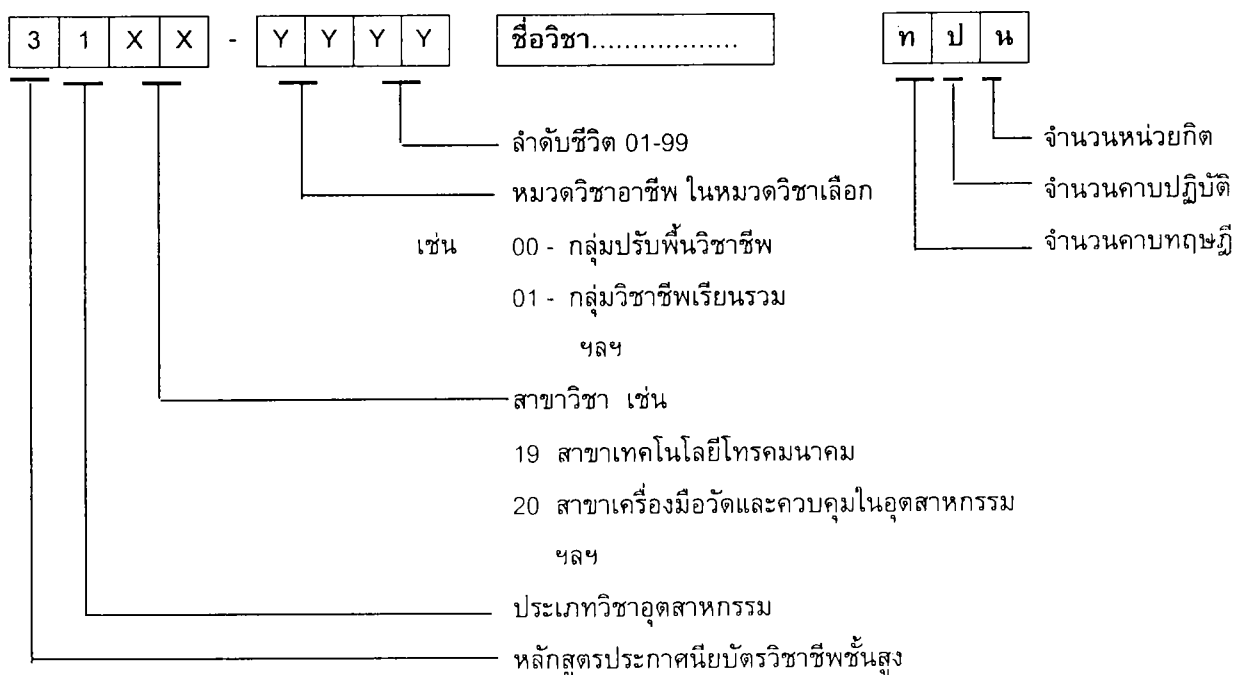 3 1 X X - Y Y Y Y ชื่อวิชา.................. ท ป น
ลำดับชีวิต 01-99
จำนวนหน่วยกิต
หมวดวิชาอาชีพ ในหมวดวิชาเลือก
จำนวนคาบปฏิบัติ
เช่น 00 - กลุ่มปรับพื้นวิชาชีพ
จำนวนคาบทฤษฎี
01 - กลุ่มวิชาชีพเรียนรวม
ฯลฯ
สาขาวิชา เช่น
19 สาขาเทคโนโลยีโทรคมนาคม
20 สาขาเครื่องมือวัดและควบคุมในอุตสาหกรรม
ฯลฯ
ประเภทวิชาอุตสาหกรรม
หลักสูตรประกาศนียบัตรวิชาชีพชั้นสูง